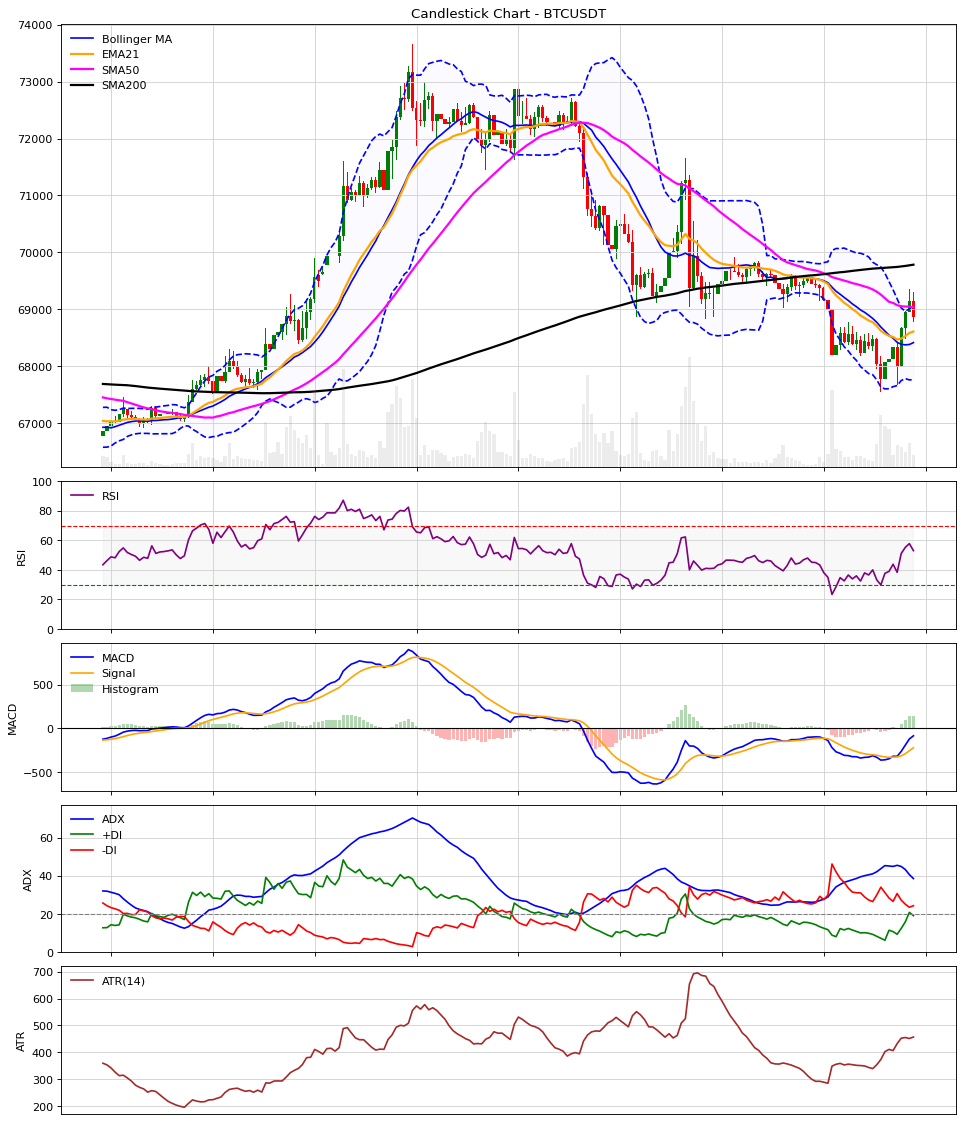 Candlestick Chart - BTCUSDT
74000
73000
72000
71000
70000
69000
68000
67000
Bollinger MA
EMA21
SMA50
SMA200
100
80
60
40
20
0
RSI
RSI
500
0
−500
MACD
MACD
Signal
Histogram
60
40
20
0
ADX
ADX
+DI
-DI
700
600
500
400
300
200
ATR
ATR(14)